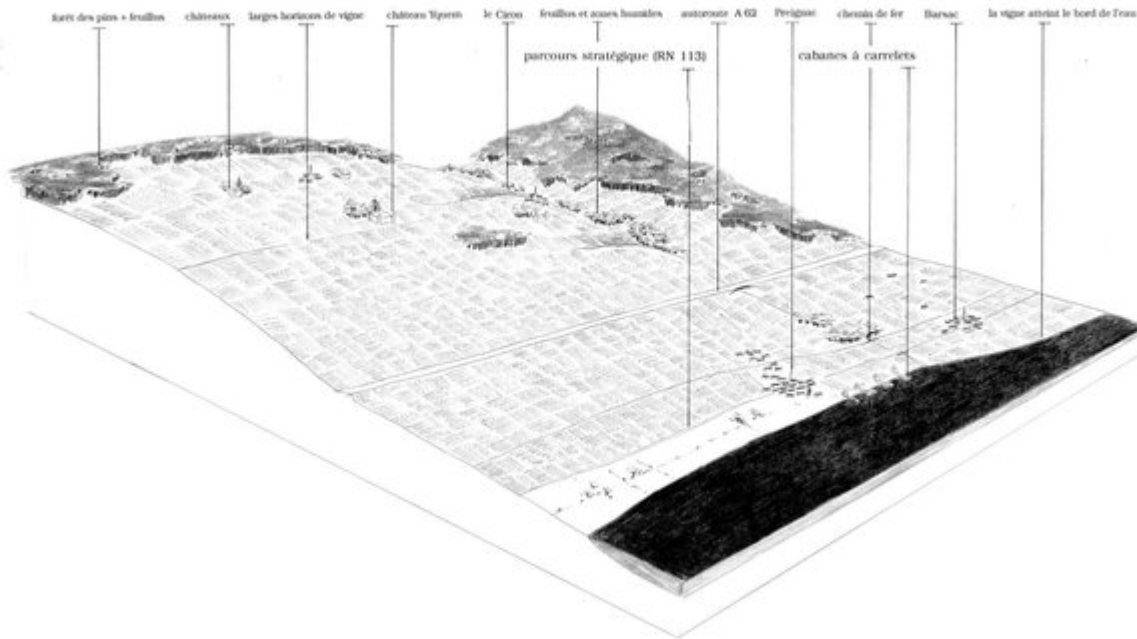 forêt des pins + feuillus
châteaux
larges horizons de vigne
château Yquem
le Ciron
feuillus et zones humides
autoroute A 62
Preignac
chemin de fer
Barsac
la vigne atteint le bord de l'eau
parcours stratégique (RN 113)
cabanes à carrelets